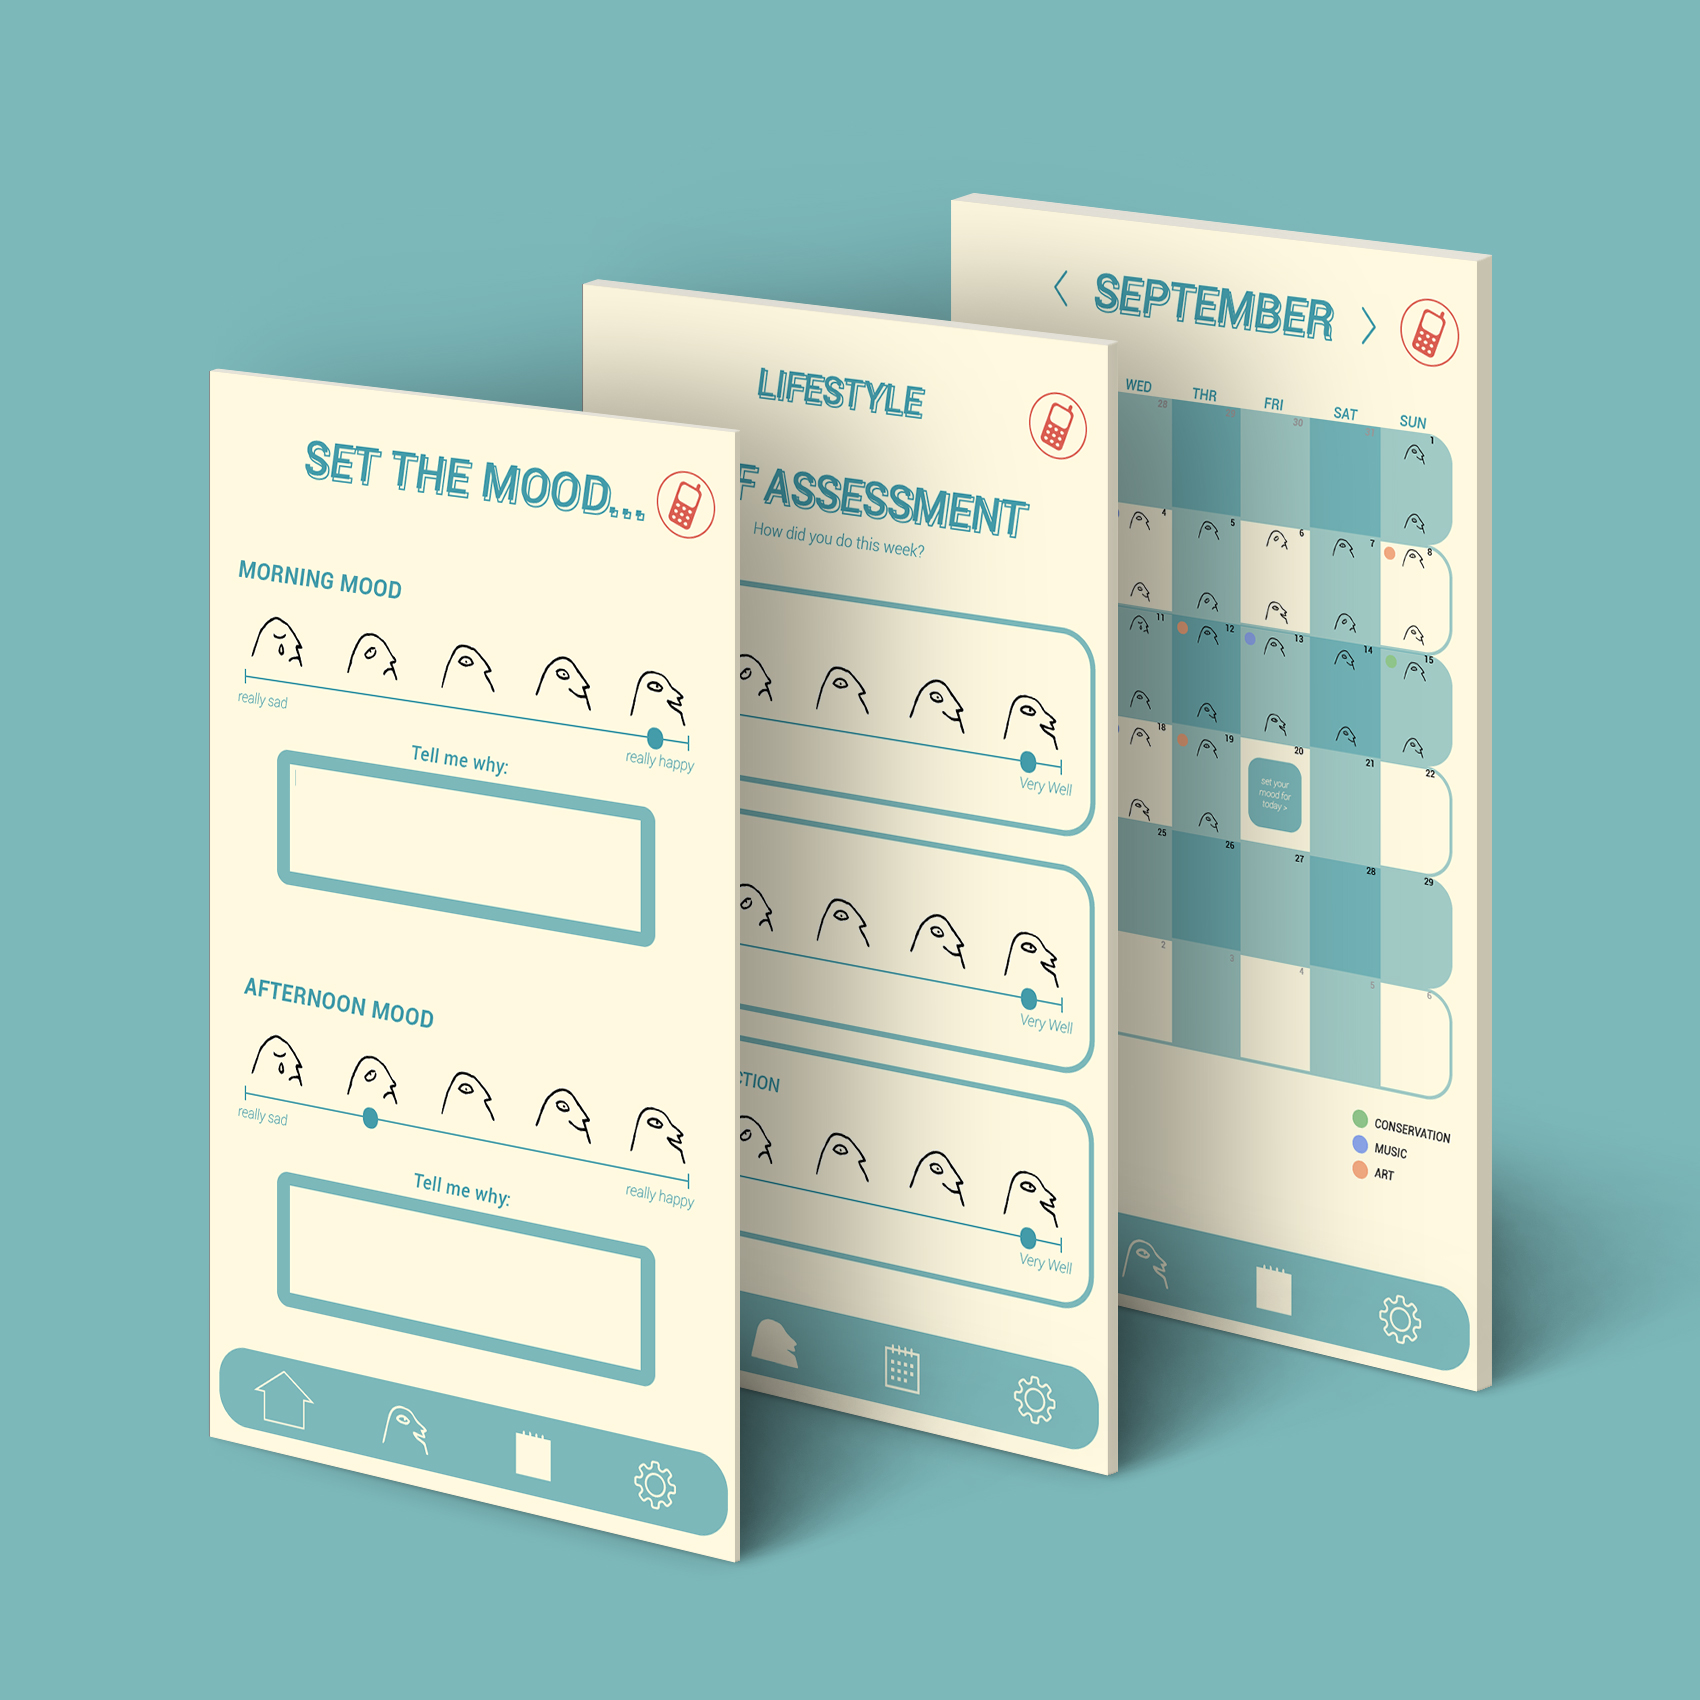 SET THE MOOD...
MORNING MOOD
really sad
really happy
Tell me why:
AFTERNOON MOOD
really sad
really happy
Tell me why:
LIFESTYLE
F ASSESSMENT
How did you do this week?
Very Well
Very Well
CTION
Very Well
SEPTEMBER
WED THR FRI SAT SUN
28 30 31 1
4 5 6 7 8
11 12 13 14 15
18 19 20 21 22
set your
mood for
today >
25 26 27 28 29
2 3 4 5 6
CONSERVATION
MUSIC
ART